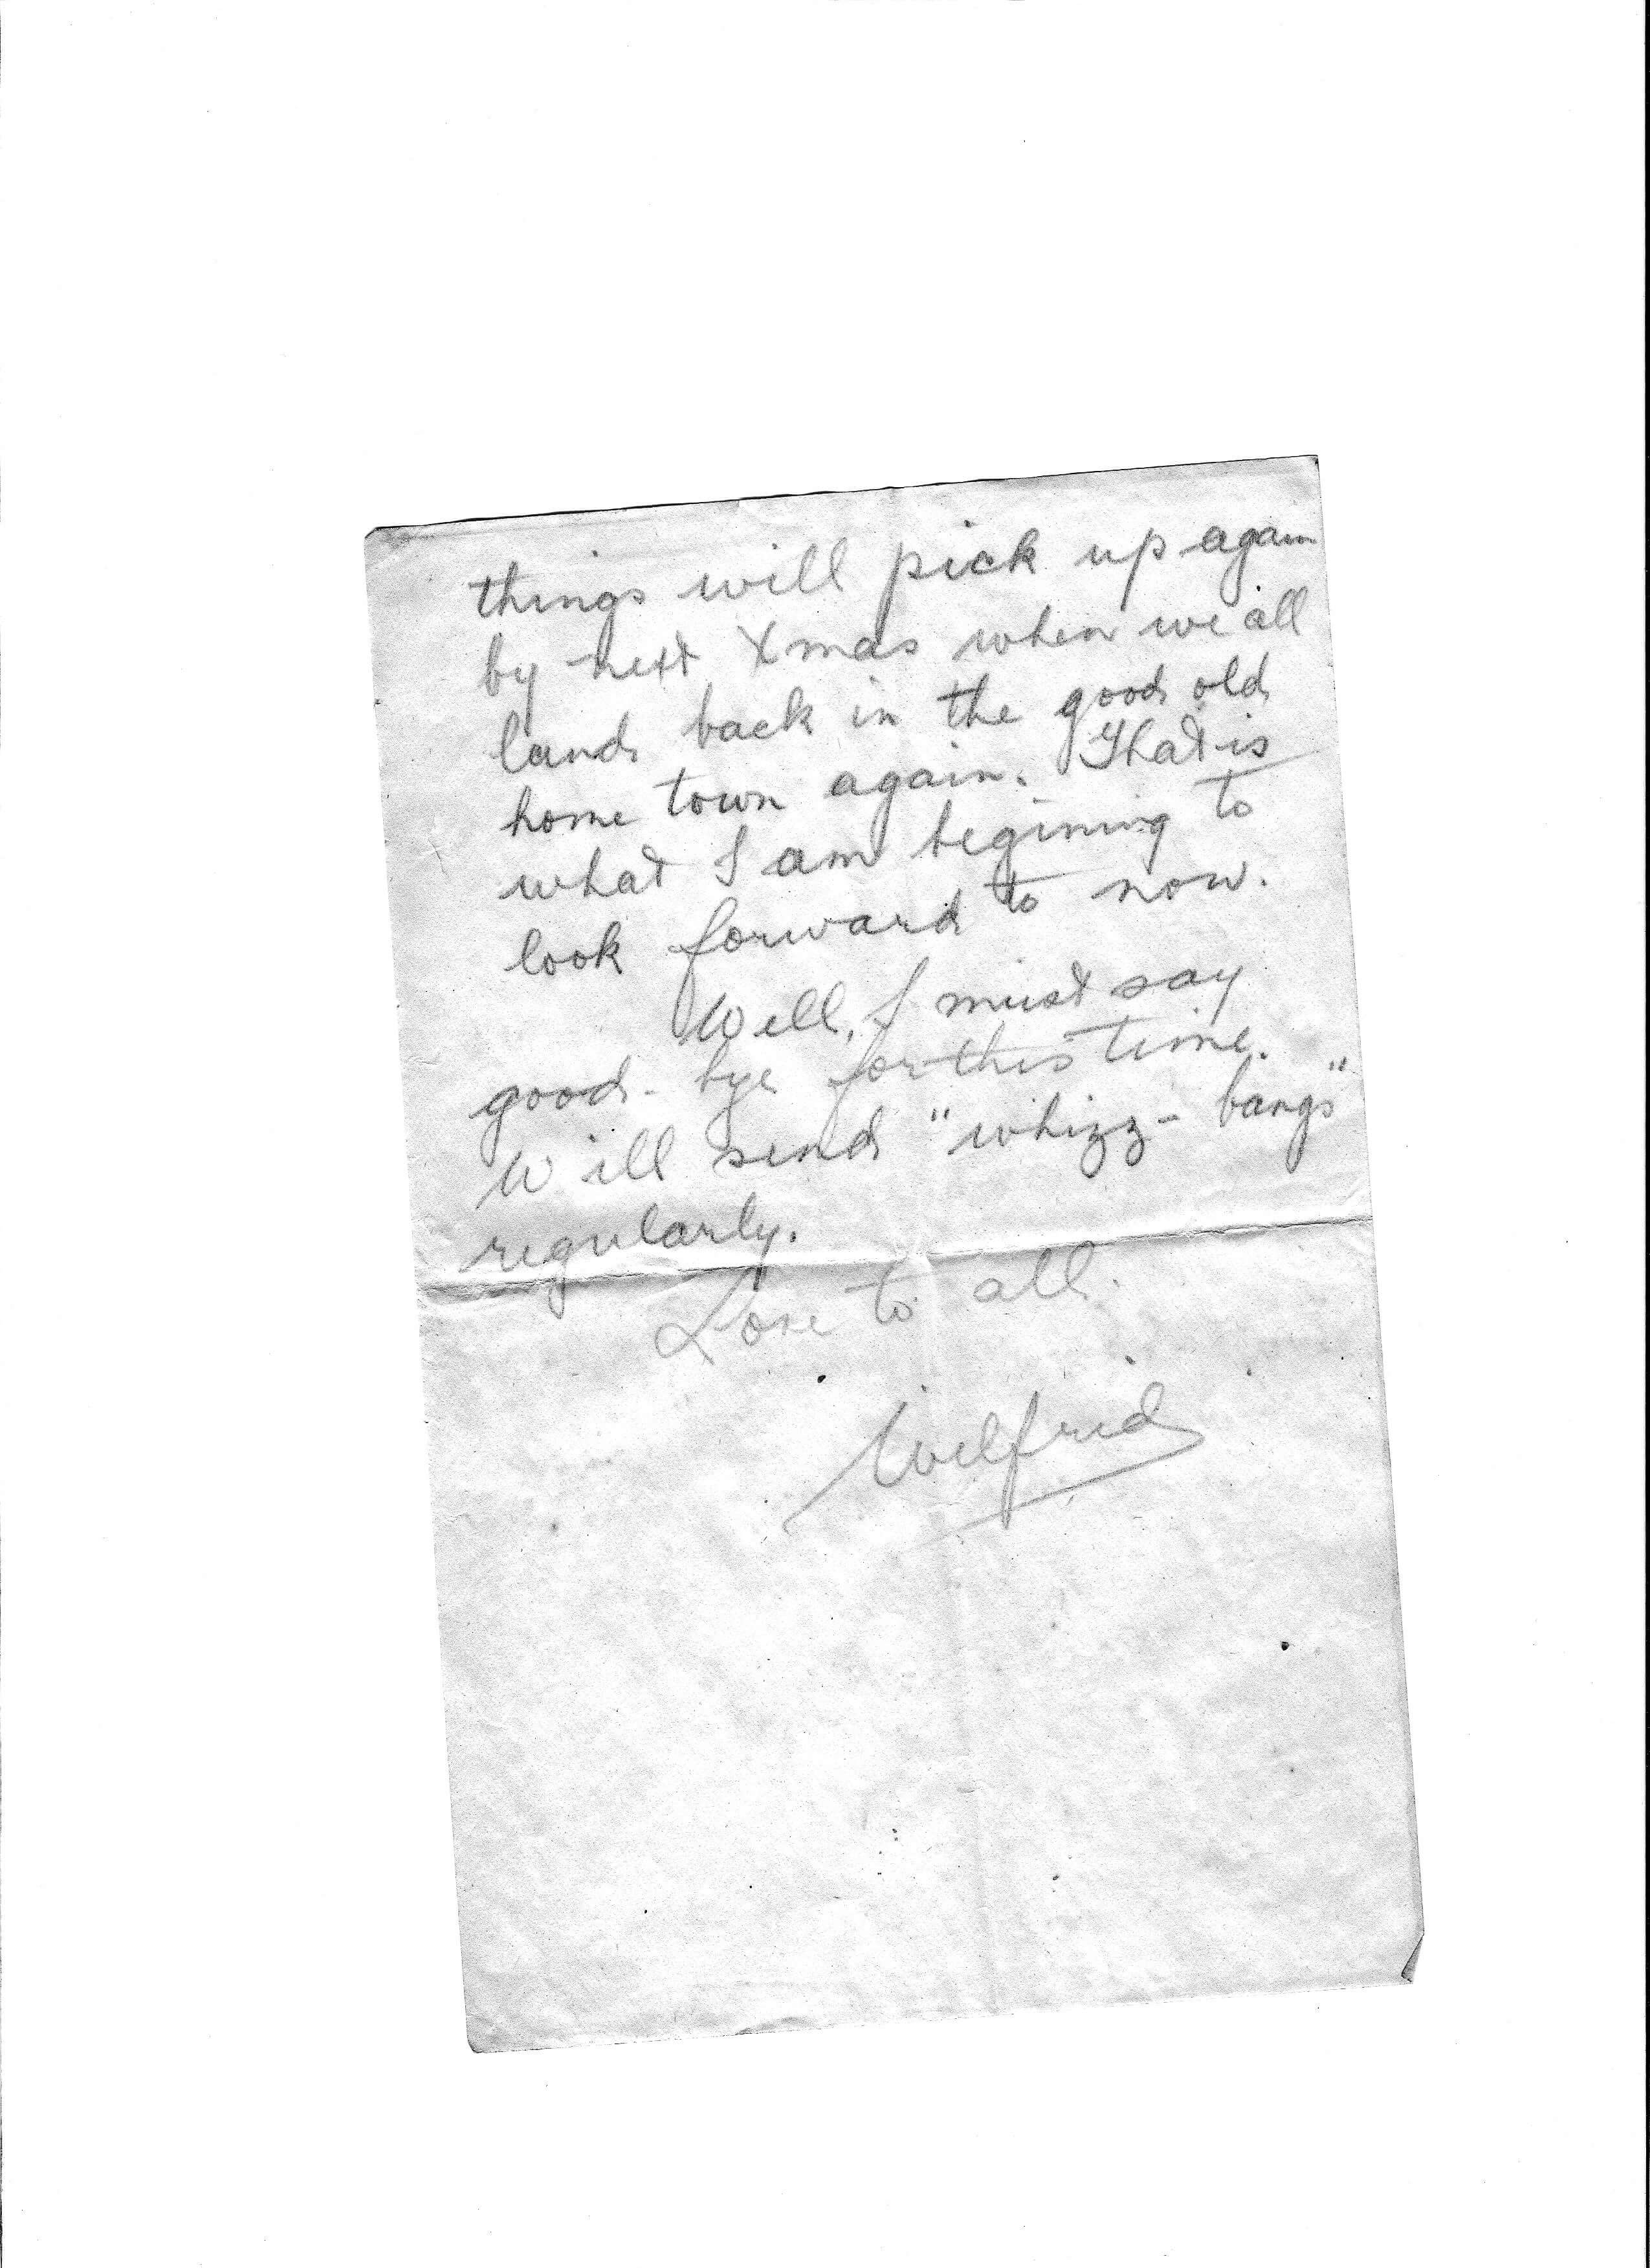 things will pick up again
by next Xmas when we all
land back in the good old
home town again. That is
what I am begining to
look forward to now.
Well, I must say
good-bye for this time.
Will send "whizz-bangs"
regularly.
Love to all.
Wilfrid